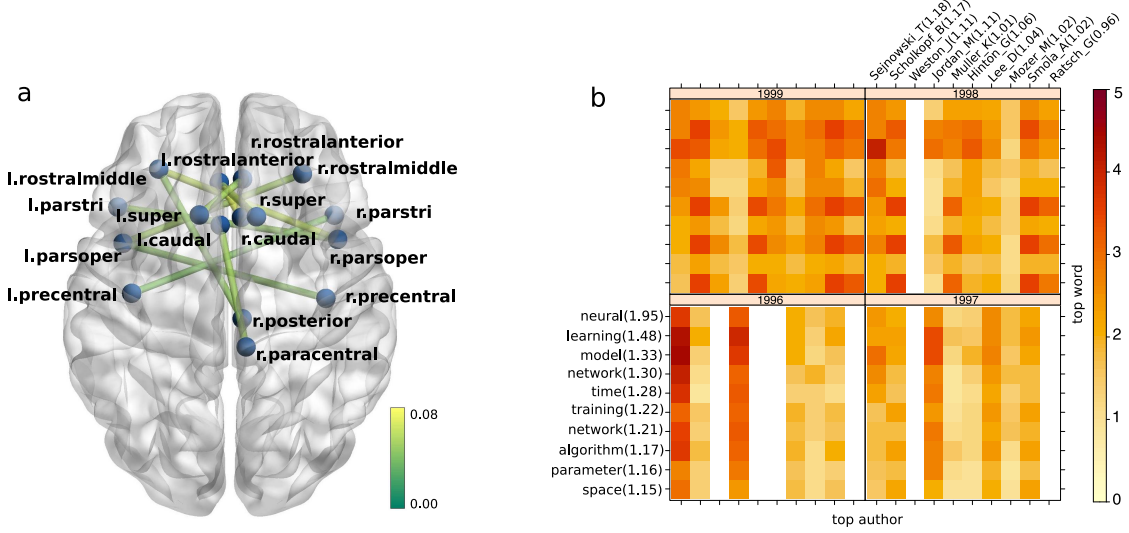 a
r.rostralanterior
l.rostralanterior
l.rostralmiddle
r.rostralmiddle
l.parstri
l.super
r.super
r.parstri
l.caudal
r.caudal
l.parsoper
r.parsoper
l.precentral
r.precentral
r.posterior
r.paracentral
0.08
0.00
b
Sejnowski_T(1.18)
Scholkopf_B(1.17)
Weston_J(1.11)
Jordan_M(1.11)
Muller_K(1.01)
Hinton_G(1.06)
Lee_D(1.04)
Mozer_M(1.02)
Smola_A(1.02)
Ratsch_G(0.96)
1999
1998
1996
1997
neural(1.95)
learning(1.48)
model(1.33)
network(1.30)
time(1.28)
training(1.22)
network(1.21)
algorithm(1.17)
parameter(1.16)
space(1.15)
top author
top word
5
4
3
2
1
0